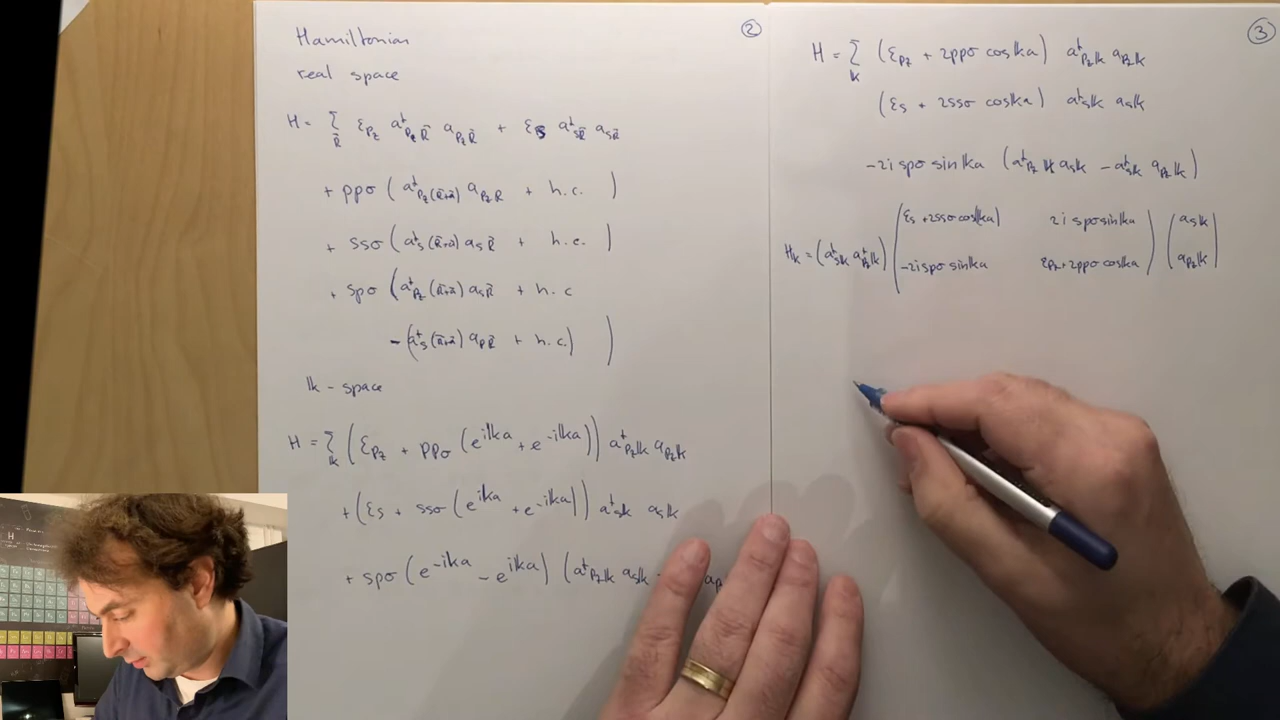 Hamiltonian
real space
H = Σ_R̄ ε_Pz a†_PzR̄ a_PzR̄ + ε_S a†_SR̄ a_SR̄
+ ppσ ( a†_Pz(R̄+ā) a_PzR + h.c. )
+ ssσ ( a†_S(R̄+ā) a_SR̄ + h.c. )
+ spσ ( a†_Pz(R̄+ā) a_SR̄ + h.c
- ( a†_S(R̄+ā) a_PR̄ + h.c. ) )
k - space
H = Σ_k ( ε_Pz + ppσ ( e^ika + e^-ika ) ) a†_Pzk a_Pzk
+ ( ε_S + ssσ ( e^ika + e^-ika ) ) a†_sk a_sk
+ spσ ( e^-ika - e^ika ) ( a†_Pzk a_sk
②
③
H = Σ_k ( ε_Pz + 2ppσ cos ka ) a†_Pzk a_Pzk
( ε_S + 2ssσ cos ka ) a†_sk a_sk
-2i spσ sin ka ( a†_Pzk a_sk - a†_sk a_Pzk )
H_k = ( a†_sk a†_Pzk ) ( ε_S + 2ssσ cos(ka) 2i spσ sin ka ) ( a_sk
-2i spσ sin ka ε_Pz + 2ppσ cos ka a_Pzk )
H